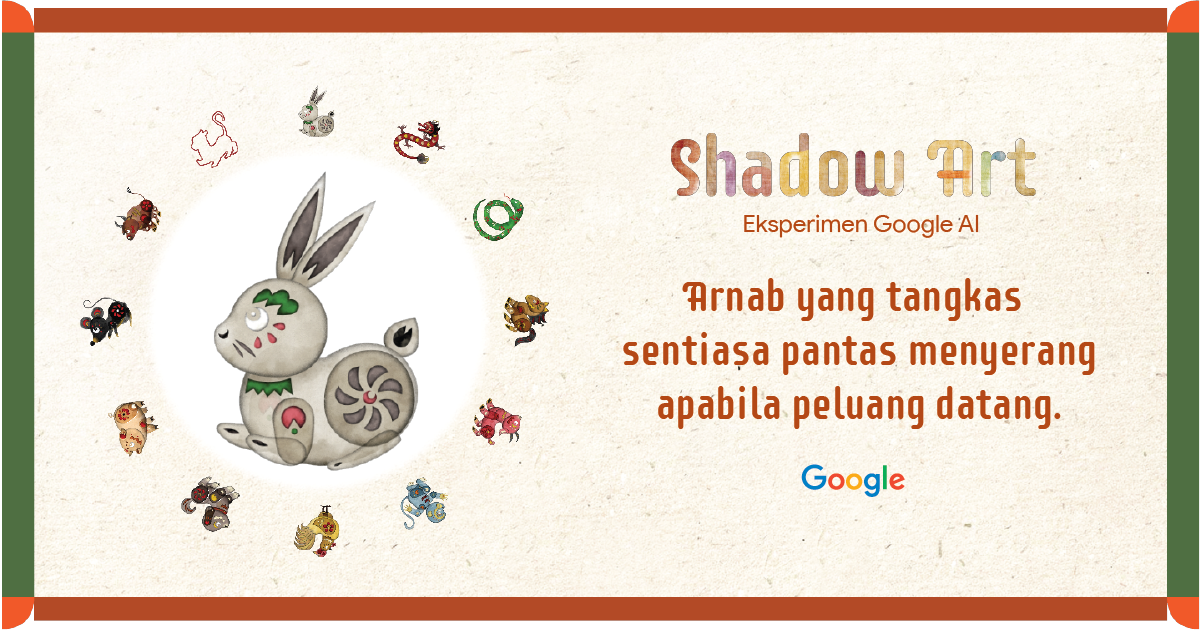 Shadow Art
Eksperimen Google AI
Arnab yang tangkas
sentiasa pantas menyerang
apabila peluang datang.
Google